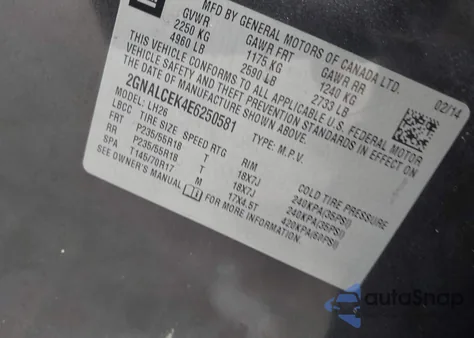 MFD BY GENERAL MOTORS OF CANADA LTD.
02/14
GVWR GAWR FRT GAWR RR
2250 KG 1175 KG 1240 KG
4960 LB 2590 LB 2733 LB
THIS VEHICLE CONFORMS TO ALL APPLICABLE U.S. FEDERAL MOTOR
VEHICLE SAFETY AND THEFT PREVENTION STANDARDS IN EFFECT ON
THE DATE OF MANUFACTURE SHOWN ABOVE.
2GNALCEK4E6250581 TYPE: M.P.V.
MODEL: LH26
LBCC TIRE SIZE SPEED RTG RIM COLD TIRE PRESSURE
FRT P235/55R18 T 18X7J 240KPA(35PSI)
RR P235/55R18 T 18X7J 240KPA(35PSI)
SPA T145/70R17 M 17X4.5T 420KPA(60PSI)
SEE OWNER'S MANUAL FOR MORE INFORMATION.
autoSnap